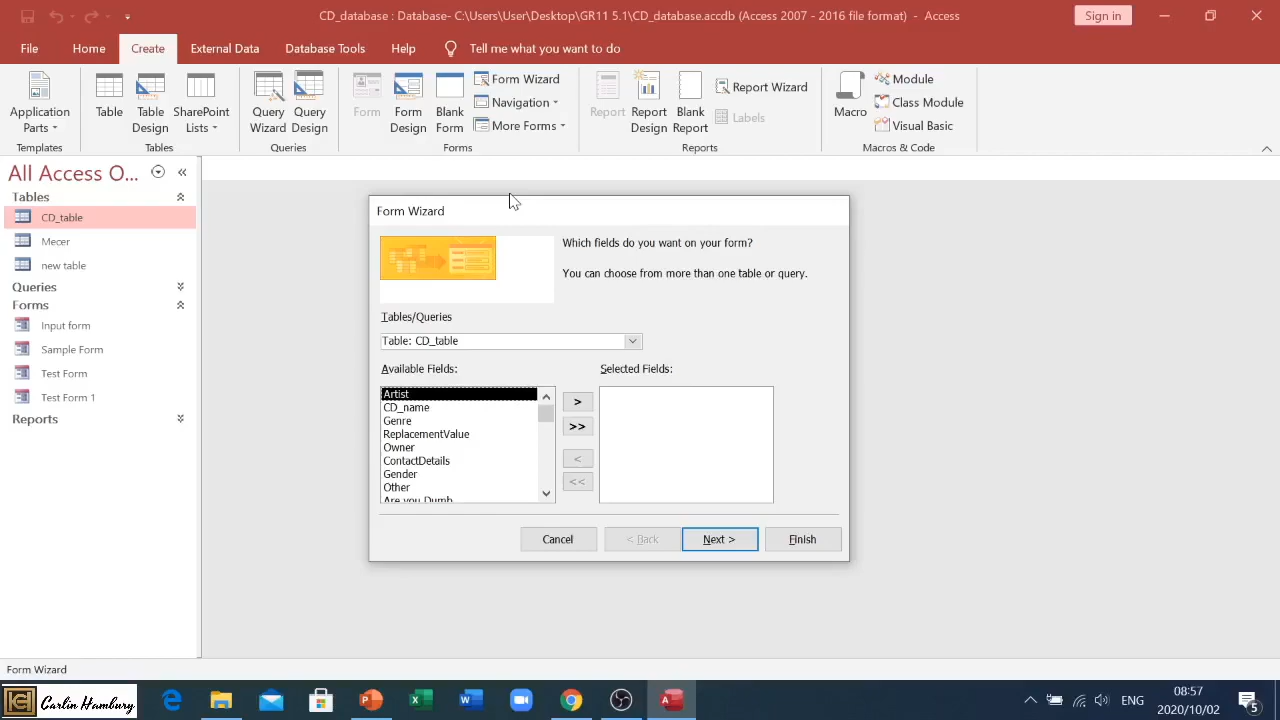 CD_database : Database- C:\Users\User\Desktop\GR11 5.1\CD_database.accdb (Access 2007 - 2016 file format) - Access
Sign in
File Home Create External Data Database Tools Help Tell me what you want to do
Application Parts
Table
Table Design
SharePoint Lists
Query Wizard
Query Design
Form
Form Design
Blank Form
Form Wizard
Navigation
More Forms
Report
Report Design
Blank Report
Report Wizard
Labels
Macro
Module
Class Module
Visual Basic
Templates Tables Queries Forms Reports Macros & Code
All Access O...
Tables
CD_table
Mecer
new table
Queries
Forms
Input form
Sample Form
Test Form
Test Form 1
Reports
Form Wizard
Which fields do you want on your form?
You can choose from more than one table or query.
Tables/Queries
Table: CD_table
Available Fields:
Selected Fields:
Artist
CD_name
Genre
ReplacementValue
Owner
ContactDetails
Gender
Other
Are you Dumb
>
>>
<
<<
Cancel
< Back
Next >
Finish
Form Wizard
Carlin Hambury
ENG
08:57
2020/10/02
5